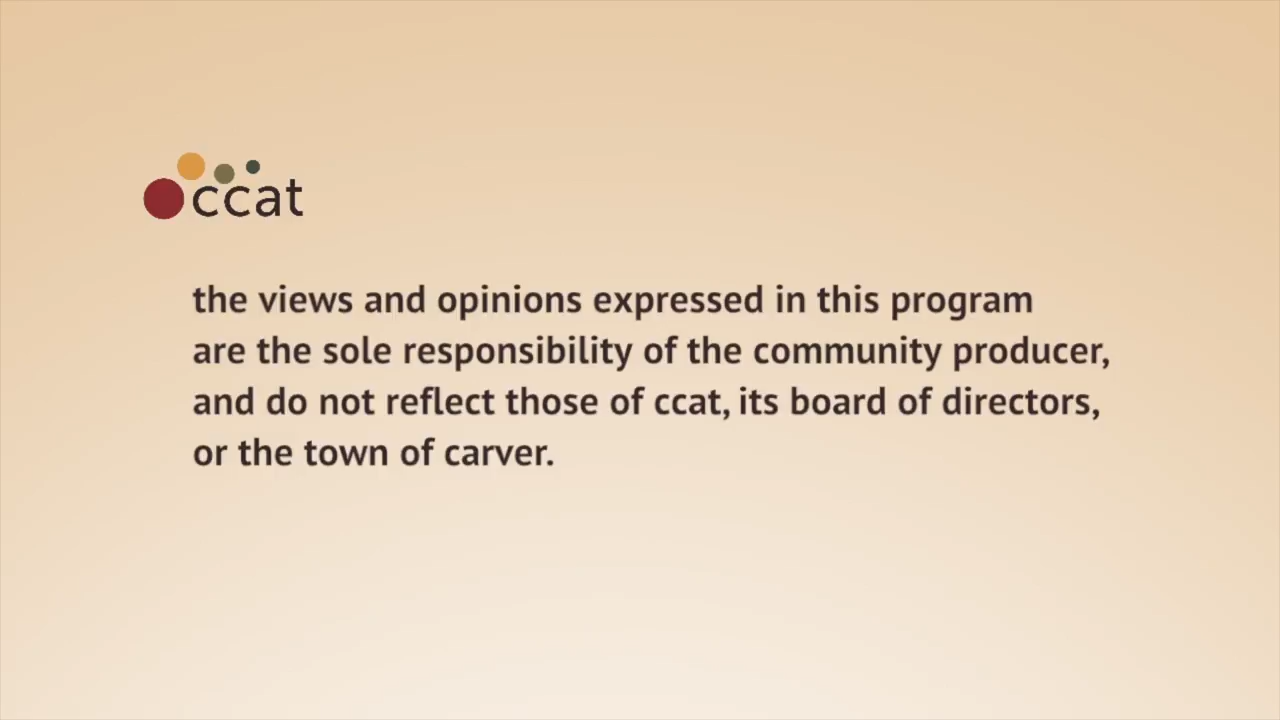 ccat
the views and opinions expressed in this program
are the sole responsibility of the community producer,
and do not reflect those of ccat, its board of directors,
or the town of carver.